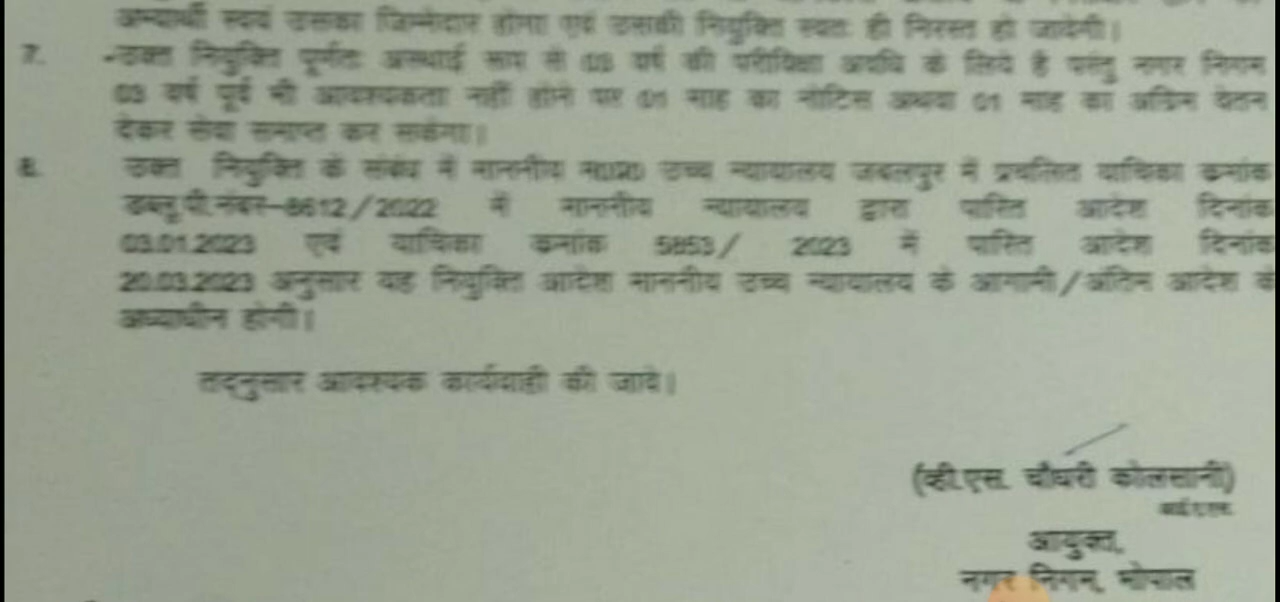 अभ्यार्थी स्वयं उसका जिम्मेदार होगा एवं उसकी नियुक्ति स्वतः ही निरस्त हो जावेगी।
7. -उक्त नियुक्ति पूर्णतः अस्थाई रूप से 03 वर्ष की परीविक्षा अवधि के लिये है परंतु नगर निगम
03 वर्ष पूर्व भी आवश्यकता नहीं होने पर 01 माह का नोटिस अथवा 01 माह का अग्रिम वेतन
देकर सेवा समाप्त कर सकेगा।
8. उक्त नियुक्ति के संबंध में माननीय म0प्र0 उच्च न्यायालय जबलपुर में प्रचलित याचिका क्रमांक
डब्लू.पी.नंबर-8612/2022 में माननीय न्यायालय द्वारा पारित आदेश दिनांक
03.01.2023 एवं याचिका क्रमांक 5853/ 2023 में पारित आदेश दिनांक
20.03.2023 अनुसार यह नियुक्ति आदेश माननीय उच्च न्यायालय के आगामी/अंतिम आदेश के
अध्याधीन होगी।
तद्नुसार आवश्यक कार्यवाही की जावे।
(व्ही.एस. चौधरी कोलसानी)
आई.ए.एस.
आयुक्त,
नगर निगम, भोपाल